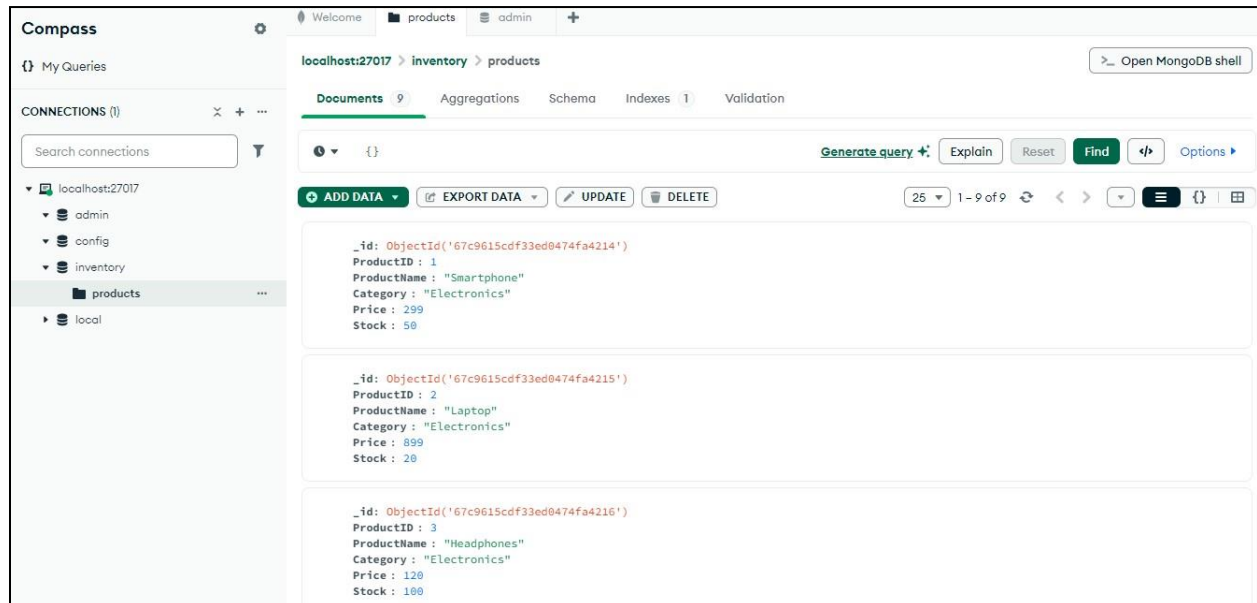 Compass
{} My Queries
CONNECTIONS (1)
Search connections
localhost:27017
admin
config
inventory
products
local
Welcome
products
admin
localhost:27017 > inventory > products
>_ Open MongoDB shell
Documents 9 Aggregations Schema Indexes 1 Validation
{} Generate query Explain Reset Find </> Options
ADD DATA EXPORT DATA UPDATE DELETE 25 1 – 9 of 9 {}
_id: ObjectId('67c9615cdf33ed0474fa4214')
ProductID : 1
ProductName : "Smartphone"
Category : "Electronics"
Price : 299
Stock : 50
_id: ObjectId('67c9615cdf33ed0474fa4215')
ProductID : 2
ProductName : "Laptop"
Category : "Electronics"
Price : 899
Stock : 20
_id: ObjectId('67c9615cdf33ed0474fa4216')
ProductID : 3
ProductName : "Headphones"
Category : "Electronics"
Price : 120
Stock : 100